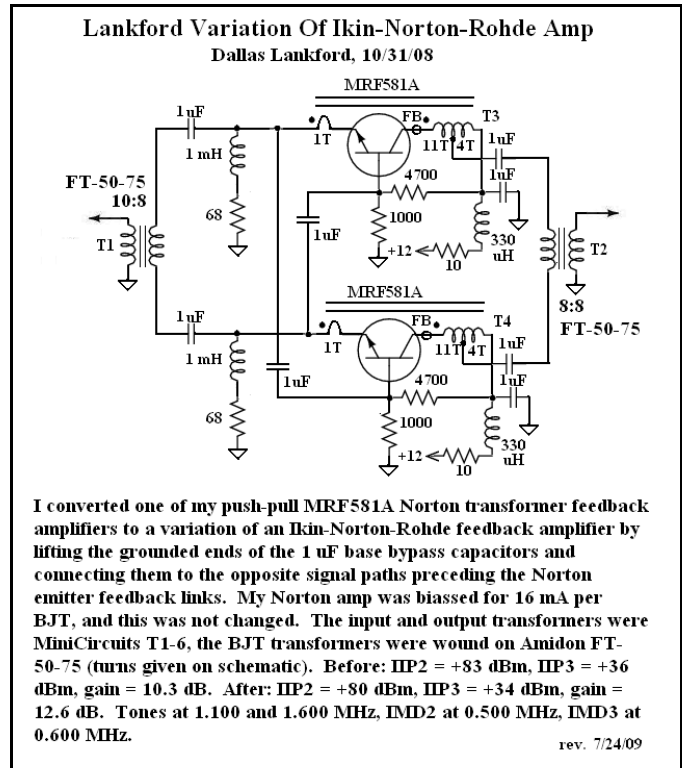 Lankford Variation Of Ikin-Norton-Rohde Amp
Dallas Lankford, 10/31/08
MRF581A
1uF
FB
T3
1T
11T 4T
1uF
1 mH
4700
1uF
FT-50-75
10:8
68
1000
1uF
T1
+12
10
330
uH
T2
MRF581A
8:8
FT-50-75
1uF
FB
T4
1T
11T 4T
1uF
1 mH
1uF
4700
1uF
68
1000
+12
10
330
uH
I converted one of my push-pull MRF581A Norton transformer feedback
amplifiers to a variation of an Ikin-Norton-Rohde feedback amplifier by
lifting the grounded ends of the 1 uF base bypass capacitors and
connecting them to the opposite signal paths preceding the Norton
emitter feedback links. My Norton amp was biassed for 16 mA per
BJT, and this was not changed. The input and output transformers were
MiniCircuits T1-6, the BJT transformers were wound on Amidon FT-
50-75 (turns given on schematic). Before: IIP2 = +83 dBm, IIP3 = +36
dBm, gain = 10.3 dB. After: IIP2 = +80 dBm, IIP3 = +34 dBm, gain =
12.6 dB. Tones at 1.100 and 1.600 MHz, IMD2 at 0.500 MHz, IMD3 at
0.600 MHz.
rev. 7/24/09